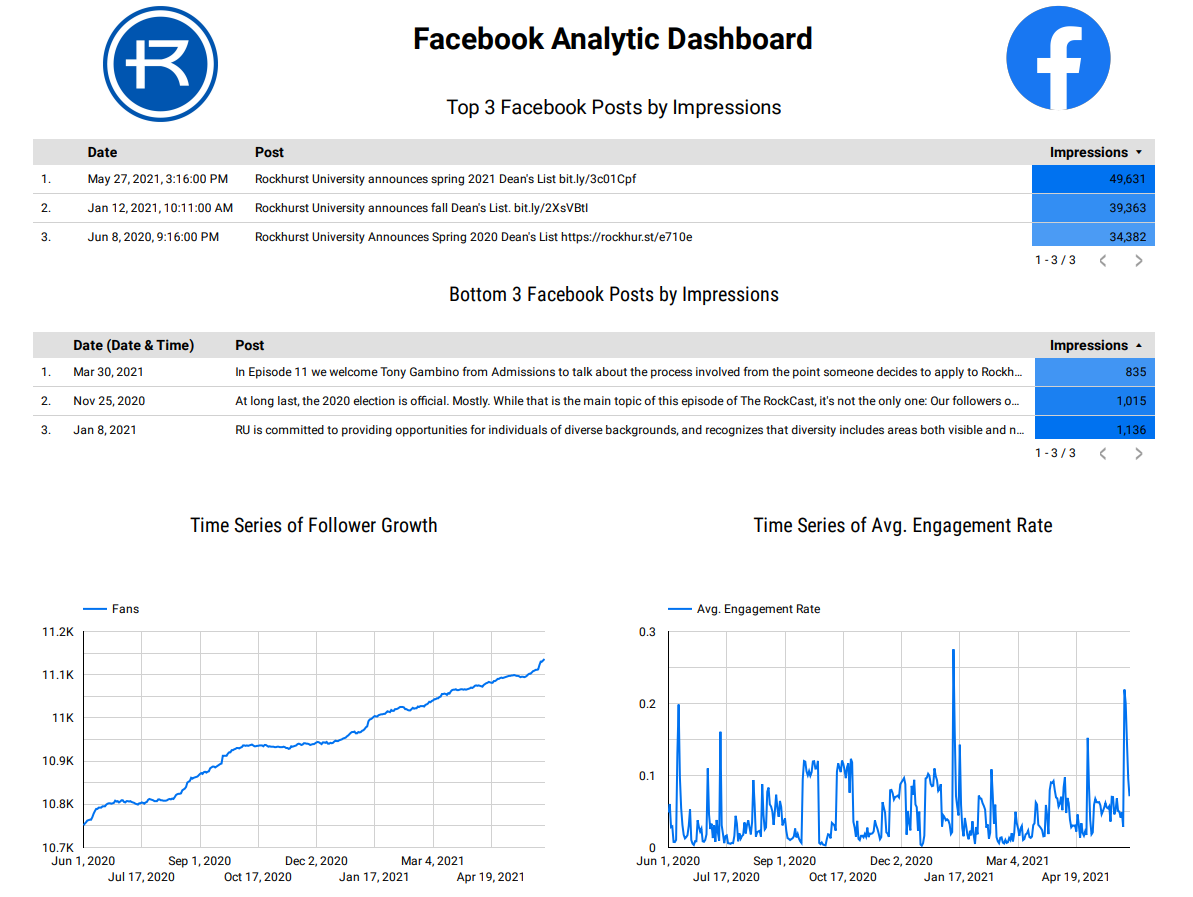 Facebook Analytic Dashboard
Top 3 Facebook Posts by Impressions
Date Post Impressions
1. May 27, 2021, 3:16:00 PM Rockhurst University announces spring 2021 Dean's List bit.ly/3c01Cpf 49,631
2. Jan 12, 2021, 10:11:00 AM Rockhurst University announces fall Dean's List. bit.ly/2XsVBtI 39,363
3. Jun 8, 2020, 9:16:00 PM Rockhurst University Announces Spring 2020 Dean's List https://rockhur.st/e710e 34,382
1 - 3 / 3
Bottom 3 Facebook Posts by Impressions
Date (Date & Time) Post Impressions
1. Mar 30, 2021 In Episode 11 we welcome Tony Gambino from Admissions to talk about the process involved from the point someone decides to apply to Rockh... 835
2. Nov 25, 2020 At long last, the 2020 election is official. Mostly. While that is the main topic of this episode of The RockCast, it's not the only one: Our followers o... 1,015
3. Jan 8, 2021 RU is committed to providing opportunities for individuals of diverse backgrounds, and recognizes that diversity includes areas both visible and n... 1,136
1 - 3 / 3
Time Series of Follower Growth
Fans
11.2K
11.1K
11K
10.9K
10.8K
10.7K
Jun 1, 2020 Sep 1, 2020 Dec 2, 2020 Mar 4, 2021
Jul 17, 2020 Oct 17, 2020 Jan 17, 2021 Apr 19, 2021
Time Series of Avg. Engagement Rate
Avg. Engagement Rate
0.3
0.2
0.1
0
Jun 1, 2020 Sep 1, 2020 Dec 2, 2020 Mar 4, 2021
Jul 17, 2020 Oct 17, 2020 Jan 17, 2021 Apr 19, 2021